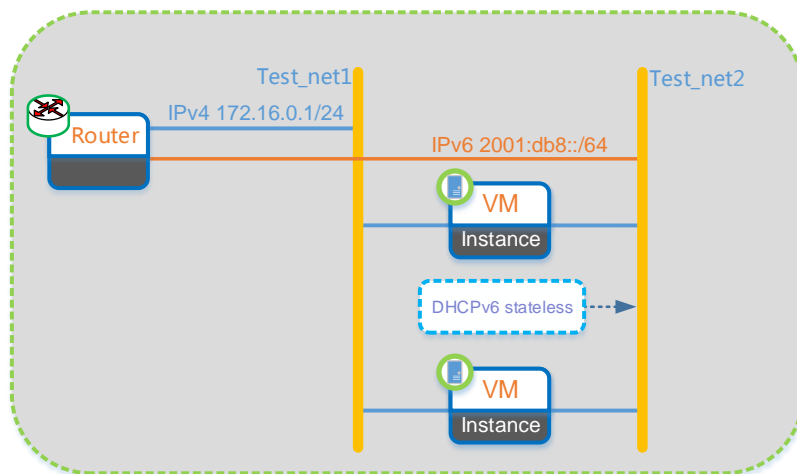 Test_net1
Test_net2
IPv4 172.16.0.1/24
Router
IPv6 2001:db8::/64
VM
Instance
DHCPv6 stateless
VM
Instance